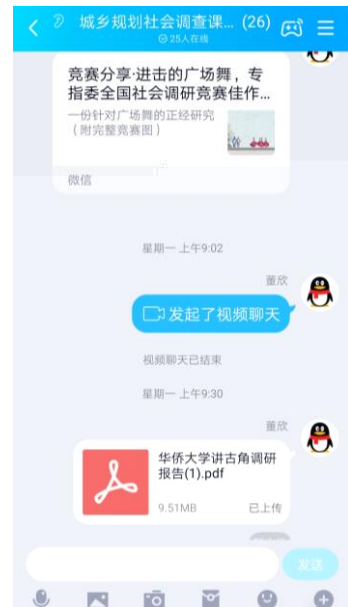 城乡规划社会调查课... (26)
25人在线
竞赛分享·进击的广场舞，专
指委全国社会调研竞赛佳作...
一份针对广场舞的正经研究
（附完整竞赛图）
微信
星期一 上午9:02
董欣
发起了视频聊天
视频聊天已结束
星期一 上午9:30
董欣
华侨大学讲古角调研
报告(1).pdf
9.51MB
已上传
发送